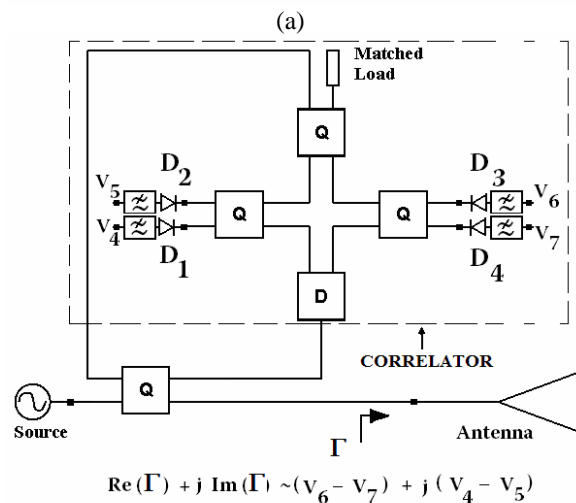 (a)
Matched
Load
Q
D2
D3
V5
V6
Q
Q
V4
V7
D1
D4
D
CORRELATOR
Q
Source
Γ
Antenna
Re(Γ) + j Im(Γ) ~(V6 − V7) + j(V4 − V5)